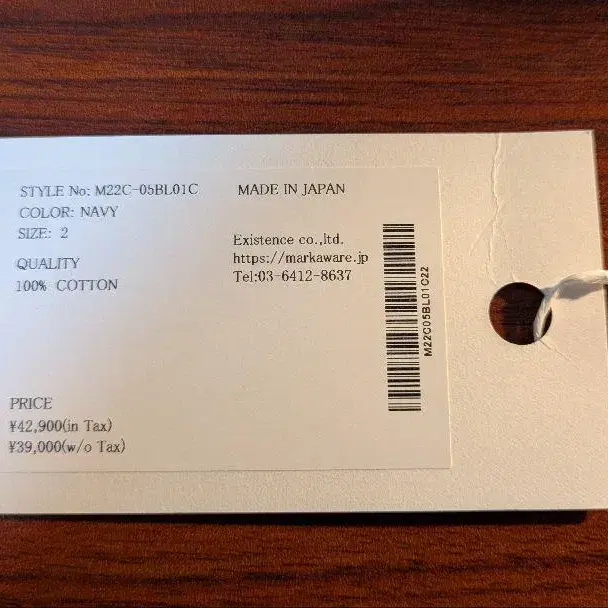 STYLE No: M22C-05BL01C
COLOR: NAVY
SIZE: 2
QUALITY
100% COTTON
MADE IN JAPAN
Existence co.,ltd.
https://markaware.jp
Tel:03-6412-8637
M22C05BL01C22
PRICE
¥42,900(in Tax)
¥39,000(w/o Tax)